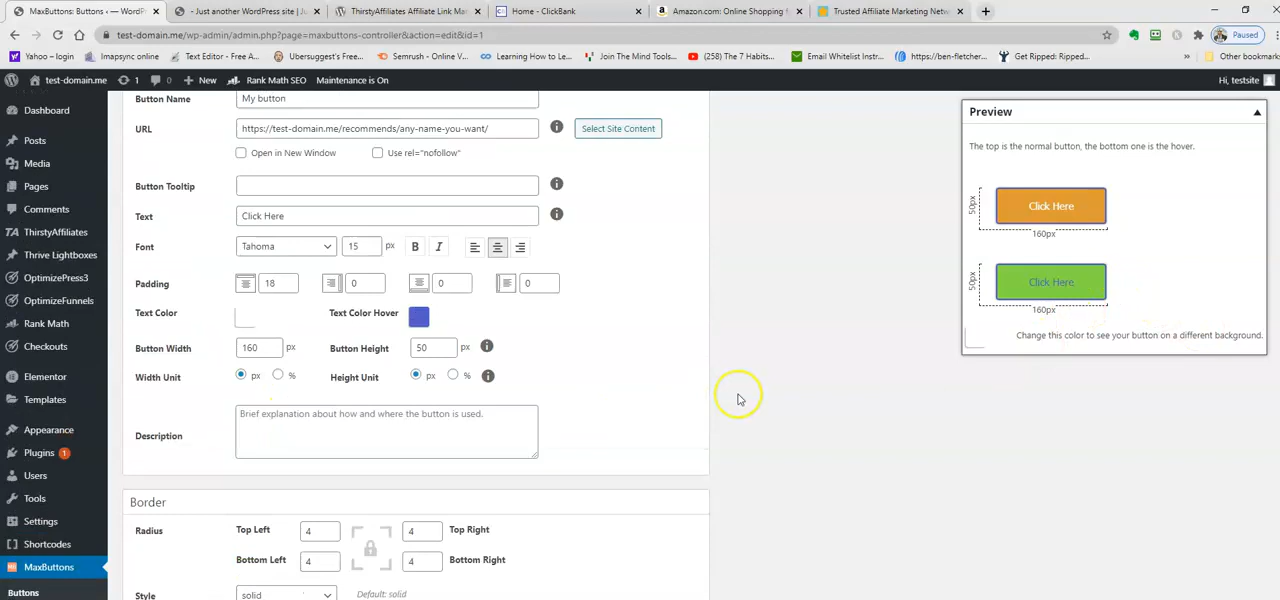 MaxButtons: Buttons ‹ — WordPr
- Just another WordPress site | Ju
ThirstyAffiliates Affiliate Link Mar
Home - ClickBank
Amazon.com: Online Shopping f
Trusted Affiliate Marketing Netw
test-domain.me/wp-admin/admin.php?page=maxbuttons-controller&action=edit&id=1
Paused
Yahoo – login
Imapsync online
Text Editor - Free A...
Ubersuggest's Free...
Semrush - Online V...
Learning How to Le...
Join The Mind Tools...
(258) The 7 Habits...
Email Whitelist Instr...
https://ben-fletcher...
Get Ripped: Ripped...
»
Other bookmarks
test-domain.me
1
0
New
Rank Math SEO
Maintenance is On
Hi, testsite
Dashboard
Posts
Media
Pages
Comments
ThirstyAffiliates
Thrive Lightboxes
OptimizePress3
OptimizeFunnels
Rank Math
Checkouts
Elementor
Templates
Appearance
Plugins 1
Users
Tools
Settings
Shortcodes
MaxButtons
Buttons
Button Name
My button
URL
https://test-domain.me/recommends/any-name-you-want/
Select Site Content
Open in New Window
Use rel="nofollow"
Button Tooltip
Text
Click Here
Font
Tahoma
15
px
B
I
Padding
18
0
0
0
Text Color
Text Color Hover
Button Width
160
px
Button Height
50
px
Width Unit
px
%
Height Unit
px
%
Description
Brief explanation about how and where the button is used.
Border
Radius
Top Left
4
4
Top Right
Bottom Left
4
4
Bottom Right
Style
solid
Default: solid
Preview
The top is the normal button, the bottom one is the hover.
50px
Click Here
160px
50px
Click Here
160px
Change this color to see your button on a different background.